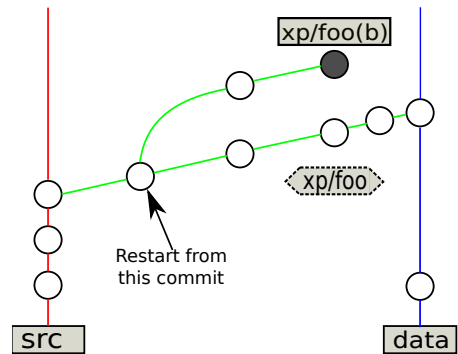 xp/foo(b)
xp/foo
Restart from
this commit
src
data